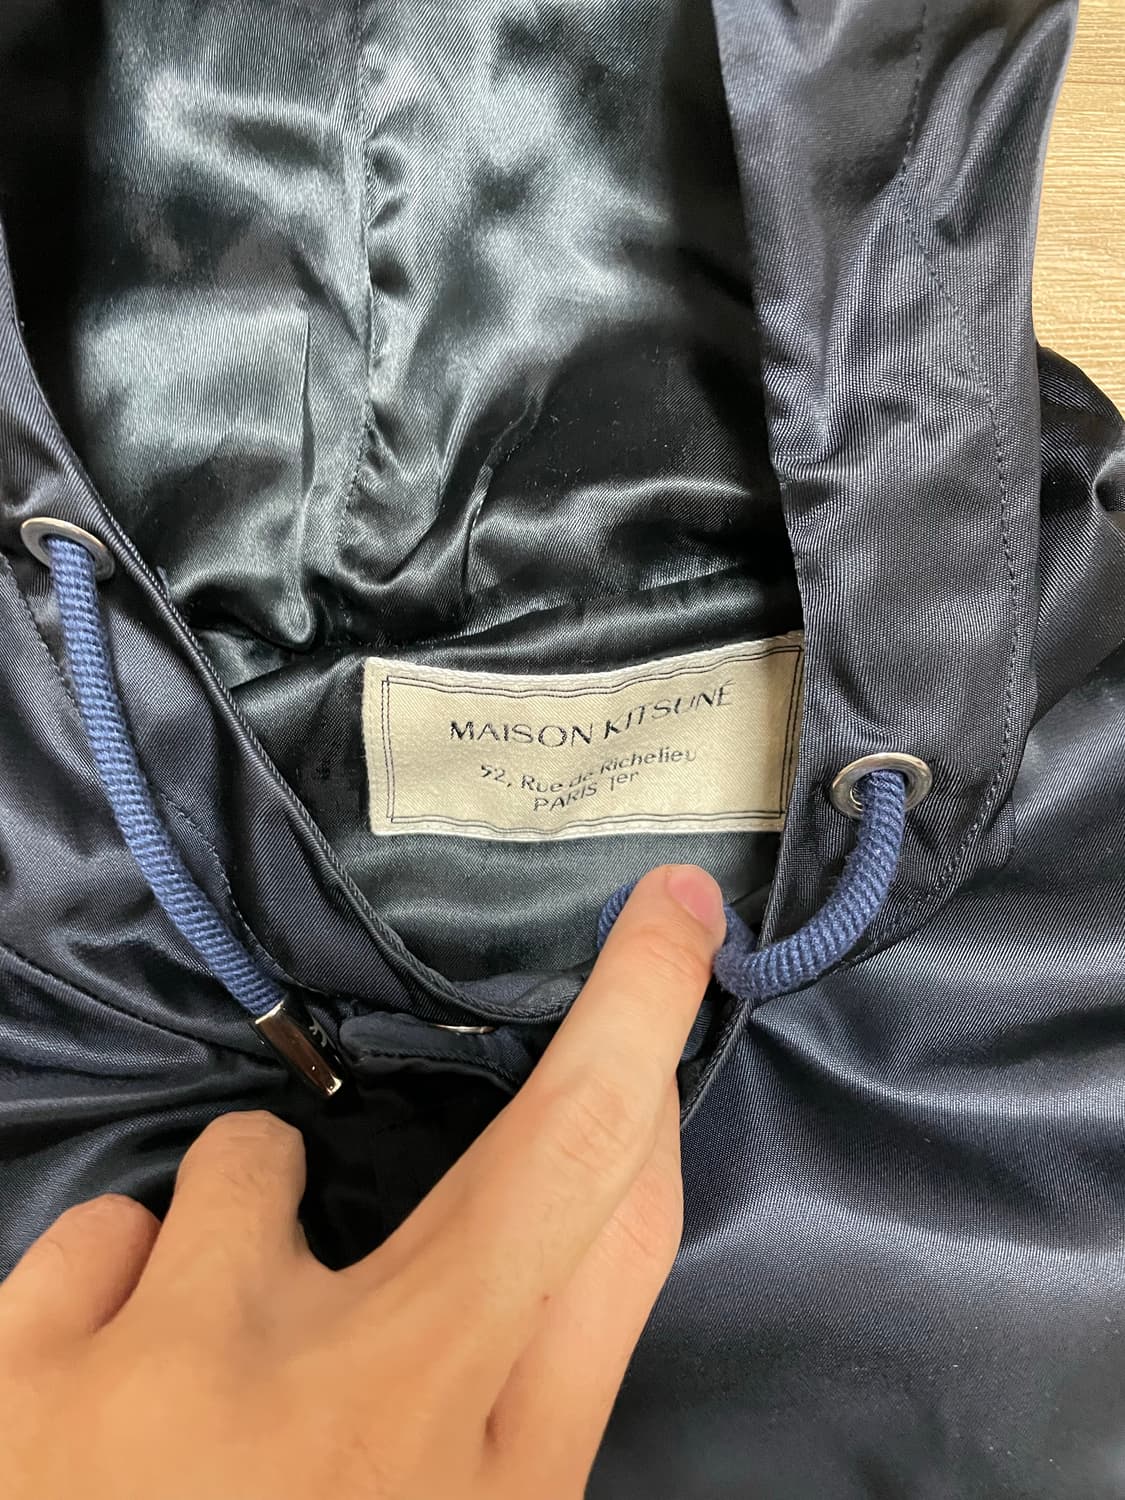 MAISON KITSUNÉ
52, Rue de Richelieu
PARIS 1er